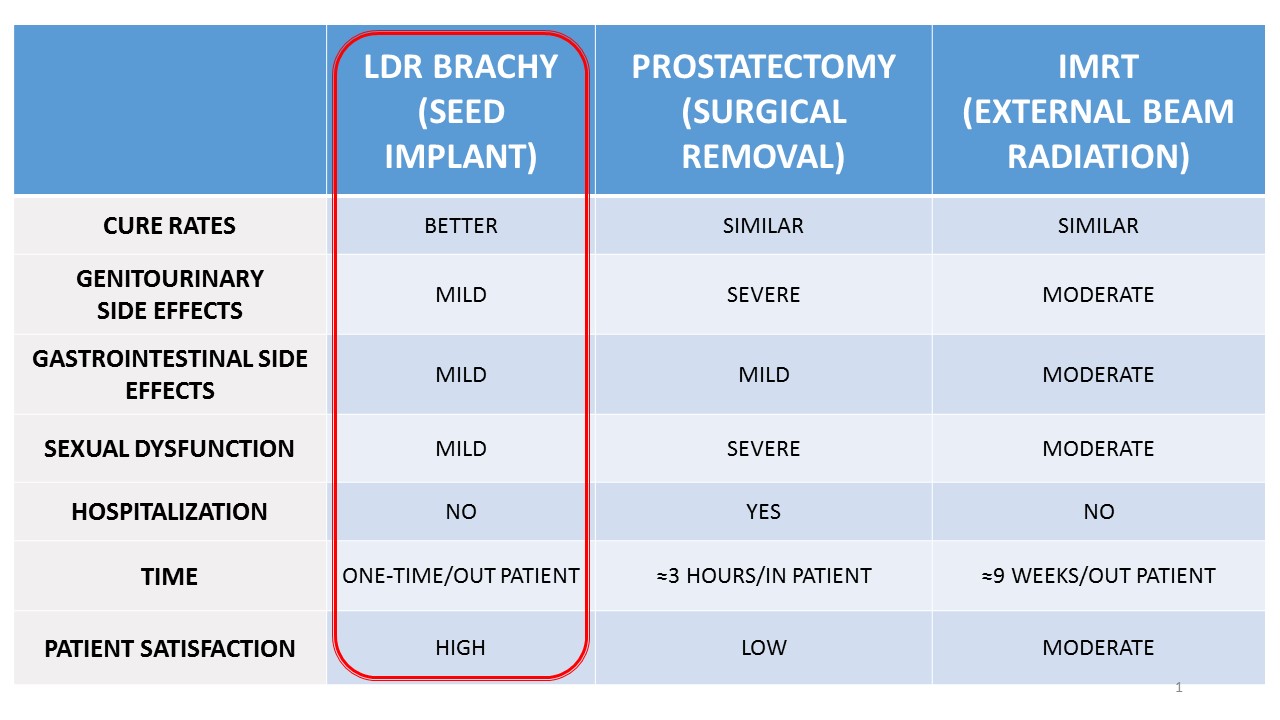 LDR BRACHY
(SEED
IMPLANT)
PROSTATECTOMY
(SURGICAL
REMOVAL)
IMRT
(EXTERNAL BEAM
RADIATION)
CURE RATES
BETTER
SIMILAR
SIMILAR
GENITOURINARY
SIDE EFFECTS
MILD
SEVERE
MODERATE
GASTROINTESTINAL SIDE
EFFECTS
MILD
MILD
MODERATE
SEXUAL DYSFUNCTION
MILD
SEVERE
MODERATE
HOSPITALIZATION
NO
YES
NO
TIME
ONE-TIME/OUT PATIENT
≈3 HOURS/IN PATIENT
≈9 WEEKS/OUT PATIENT
PATIENT SATISFACTION
HIGH
LOW
MODERATE
1